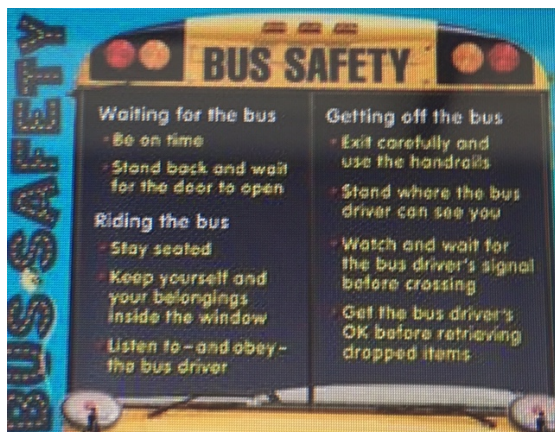 BUS SAFETY
BUS SAFETY
Waiting for the bus
Be on time
Stand back and wait
for the door to open
Riding the bus
Stay seated
Keep yourself and
your belongings
inside the window
Listen to–and obey–
the bus driver
Getting off the bus
Exit carefully and
use the handrails
Stand where the bus
driver can see you
Watch and wait for
the bus driver's signal
before crossing
Get the bus driver's
OK before retrieving
dropped items